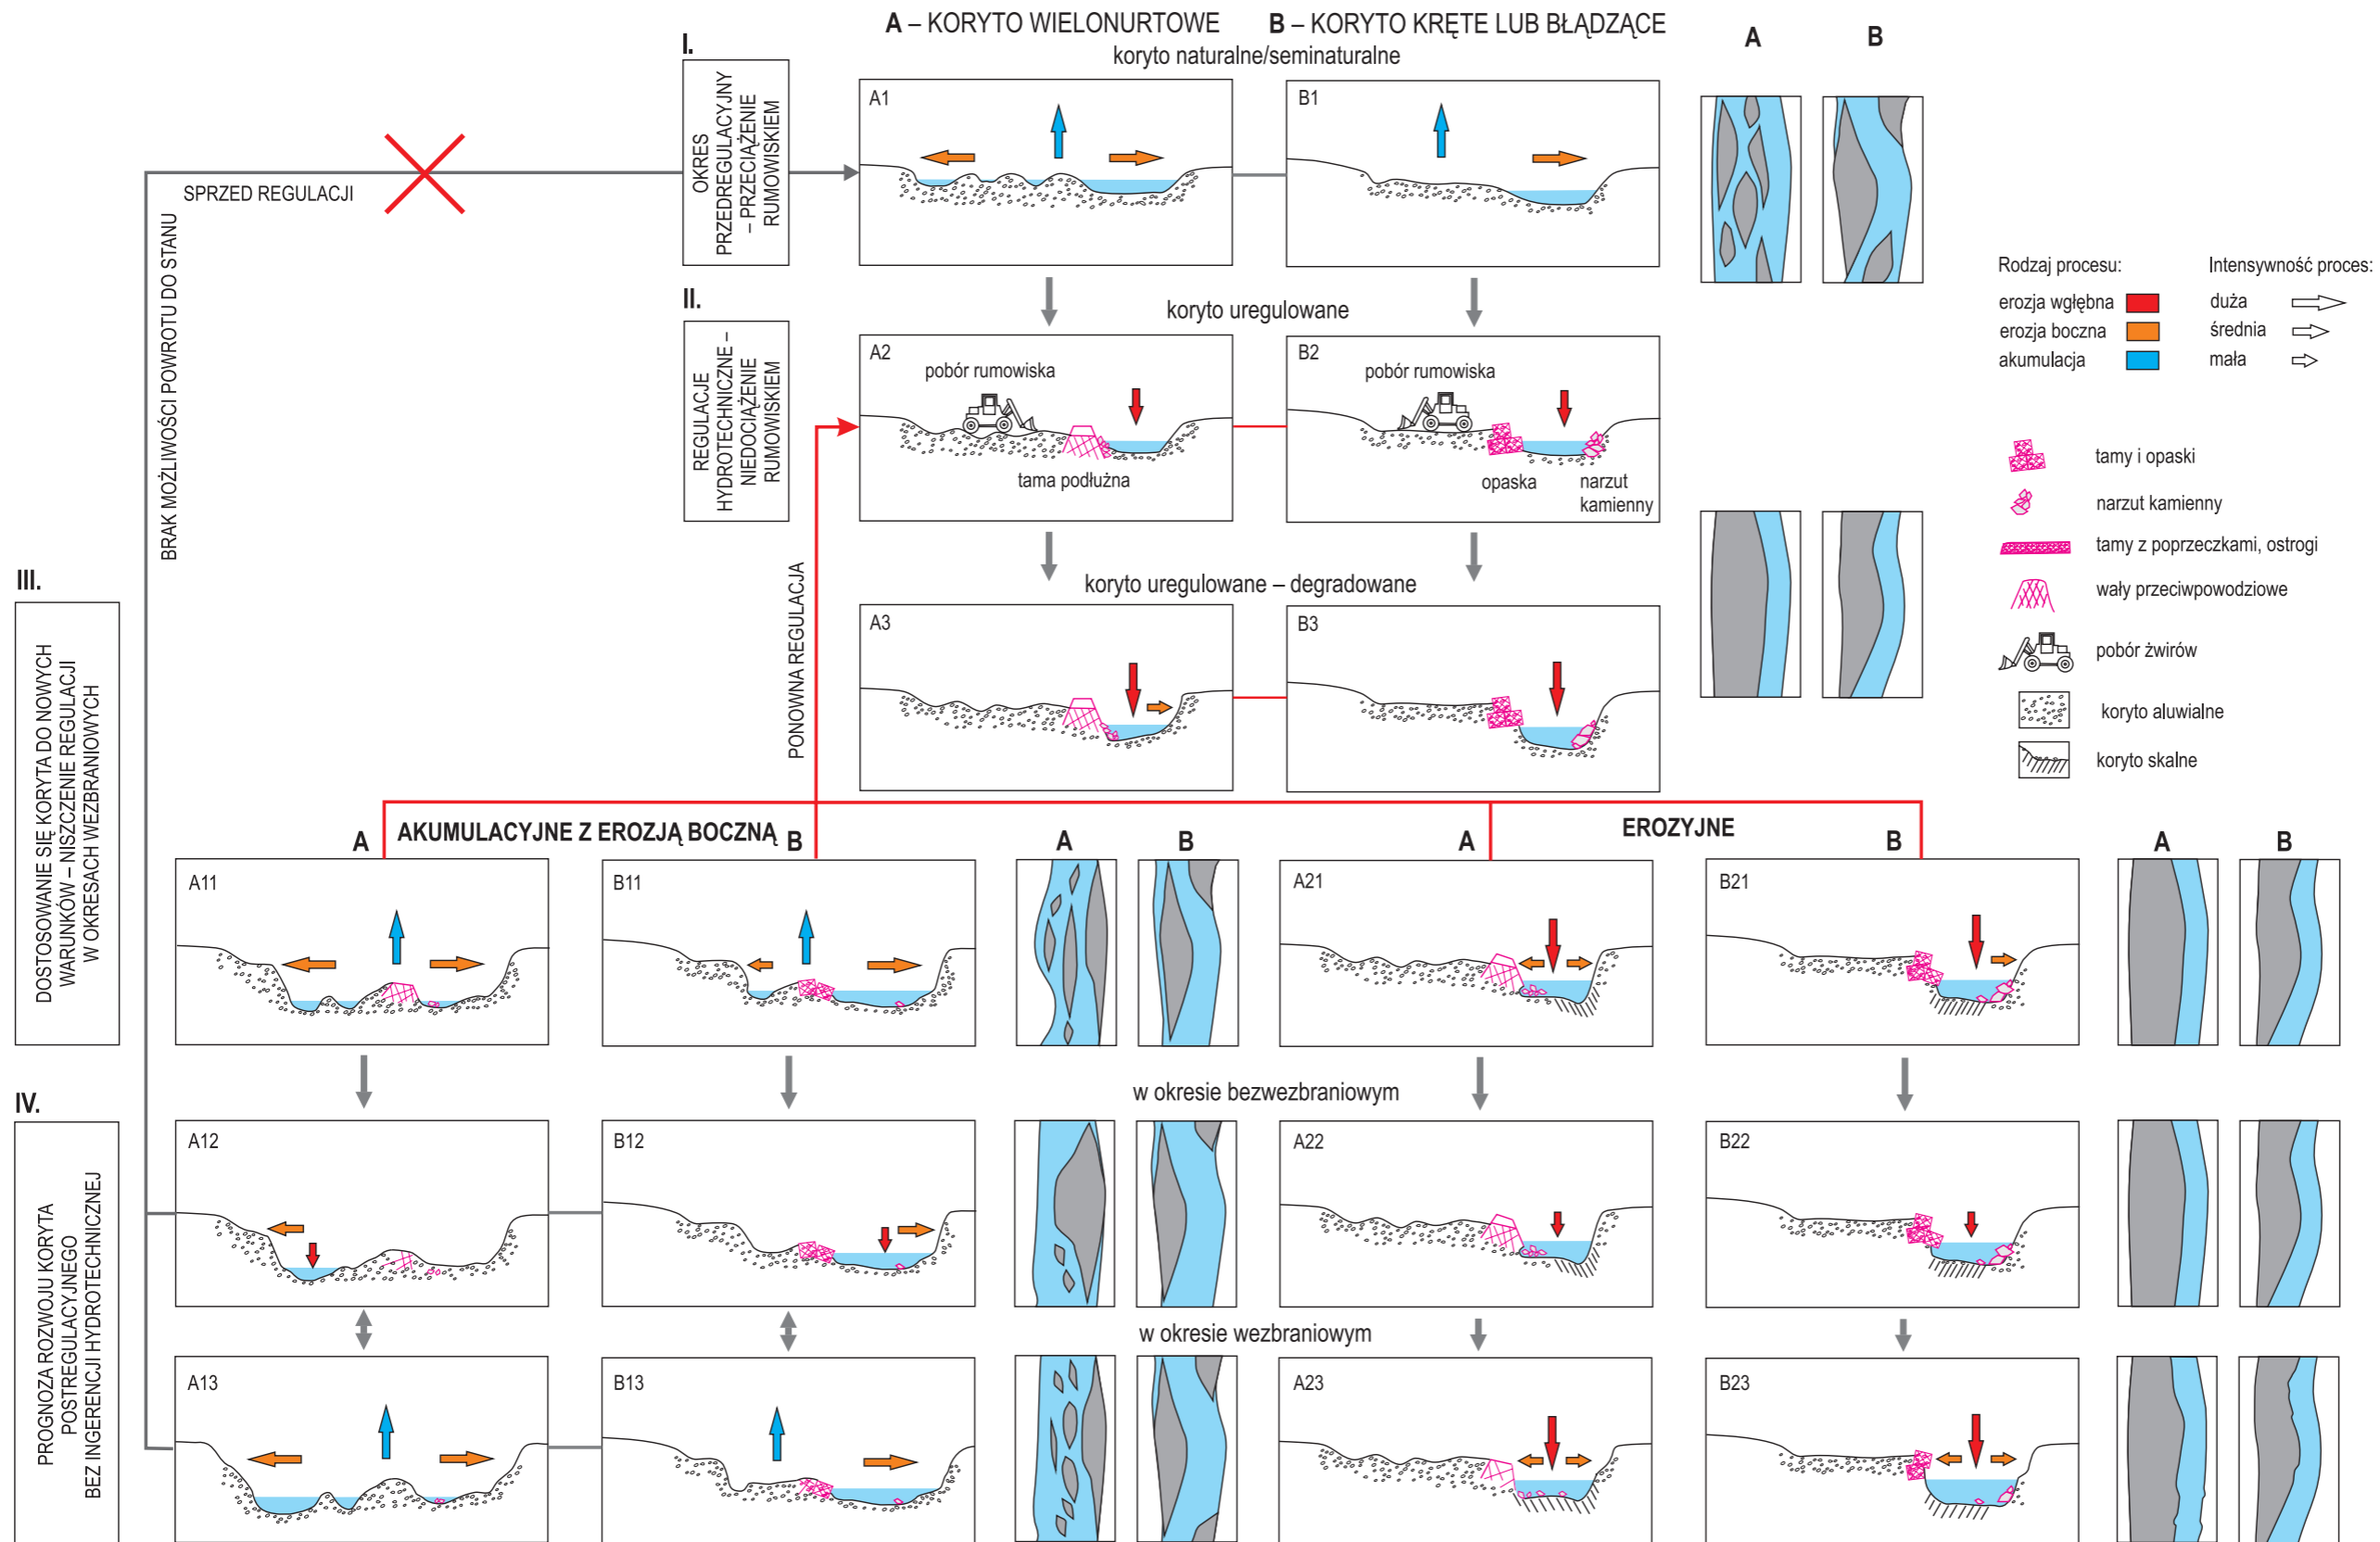 A – KORYTO WIELONURTOWE
B – KORYTO KRĘTE LUB BŁĄDZĄCE
koryto naturalne/seminaturalne
A
B
I.
OKRES
PRZEDREGULACYJNY
– PRZECIĄŻENIE
RUMOWISKIEM
A1
B1
SPRZED REGULACJI
BRAK MOŻLIWOŚCI POWROTU DO STANU
Rodzaj procesu:
erozja wgłębna
erozja boczna
akumulacja
Intensywność proces:
duża
średnia
mała
II.
REGULACJE
HYDROTECHNICZNE –
NIEDOCIĄŻENIE
RUMOWISKIEM
koryto uregulowane
A2
pobór rumowiska
tama podłużna
B2
pobór rumowiska
opaska
narzut
kamienny
tamy i opaski
narzut kamienny
tamy z poprzeczkami, ostrogi
wały przeciwpowodziowe
pobór żwirów
koryto aluwialne
koryto skalne
koryto uregulowane – degradowane
A3
B3
PONOWNA REGULACJA
III.
DOSTOSOWANIE SIĘ KORYTA DO NOWYCH
WARUNKÓW – NISZCZENIE REGULACJI
W OKRESACH WEZBRANIOWYCH
A
AKUMULACYJNE Z EROZJĄ BOCZNĄ
B
A
B
A
EROZYJNE
B
A
B
A11
B11
A21
B21
w okresie bezwezbraniowym
IV.
PROGNOZA ROZWOJU KORYTA
POSTREGULACYJNEGO
BEZ INGERENCJI HYDROTECHNICZNEJ
A12
B12
A22
B22
w okresie wezbraniowym
A13
B13
A23
B23